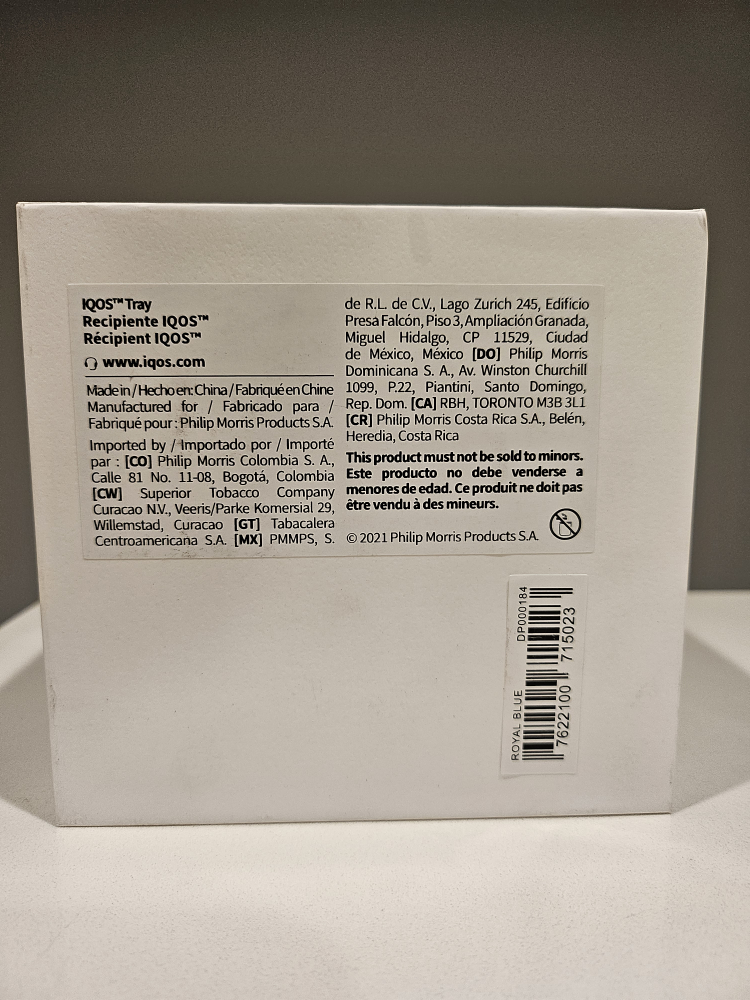 IQOS™ Tray
Recipiente IQOS™
Récipient IQOS™
www.iqos.com
Made in / Hecho en: China / Fabriqué en Chine
Manufactured for / Fabricado para /
Fabriqué pour : Philip Morris Products S.A.
Imported by / Importado por / Importé
par : [CO] Philip Morris Colombia S. A.,
Calle 81 No. 11-08, Bogotá, Colombia
[CW] Superior Tobacco Company
Curacao N.V., Veeris/Parke Komersial 29,
Willemstad, Curacao [GT] Tabacalera
Centroamericana S.A. [MX] PMMPS, S.
de R.L. de C.V., Lago Zurich 245, Edificio
Presa Falcón, Piso 3, Ampliación Granada,
Miguel Hidalgo, CP 11529, Ciudad
de México, México [DO] Philip Morris
Dominicana S. A., Av. Winston Churchill
1099, P.22, Piantini, Santo Domingo,
Rep. Dom. [CA] RBH, TORONTO M3B 3L1
[CR] Philip Morris Costa Rica S.A., Belén,
Heredia, Costa Rica
This product must not be sold to minors.
Este producto no debe venderse a
menores de edad. Ce produit ne doit pas
être vendu à des mineurs.
© 2021 Philip Morris Products S.A.
ROYAL BLUE DP000184
7622100 715023